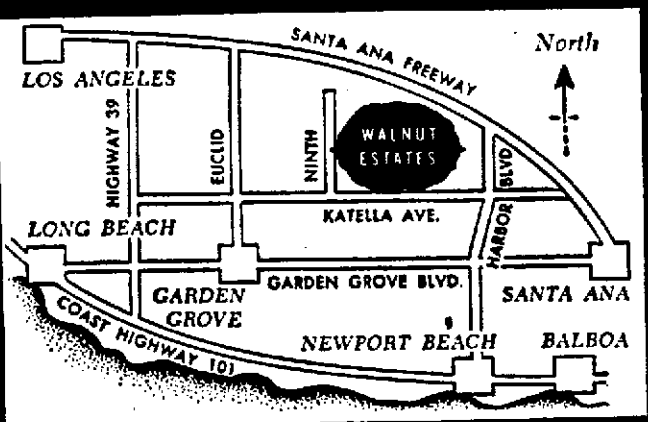 SANTA ANA FREEWAY
North
LOS ANGELES
HIGHWAY 39
EUCLID
NINTH
WALNUT
ESTATES
HARBOR BLVD
KATELLA AVE.
LONG BEACH
GARDEN GROVE BLVD.
GARDEN
GROVE
SANTA ANA
COAST HIGHWAY 101
NEWPORT BEACH
BALBOA